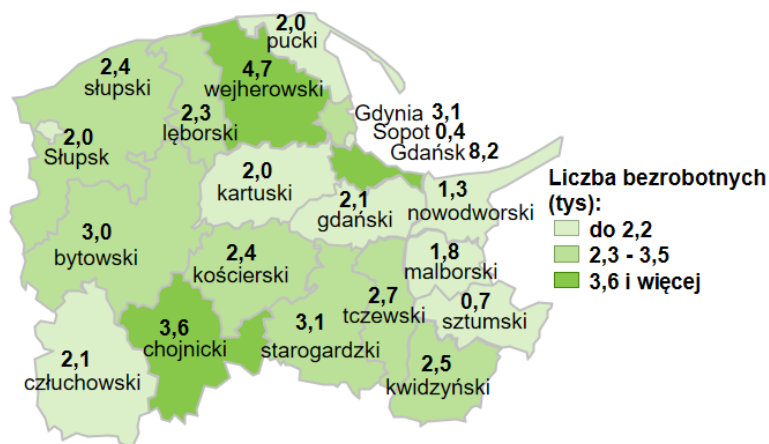 2,0
pucki
2,4
słupski
4,7
wejherowski
2,3
lęborski
Gdynia 3,1
Sopot 0,4
Gdańsk 8,2
2,0
Słupsk
2,0
kartuski
2,1
gdański
1,3
nowodworski
3,0
bytowski
2,4
kościerski
1,8
malborski
2,7
tczewski
0,7
sztumski
3,6
chojnicki
3,1
starogardzki
2,1
człuchowski
2,5
kwidzyński
Liczba bezrobotnych
(tys):
do 2,2
2,3 - 3,5
3,6 i więcej